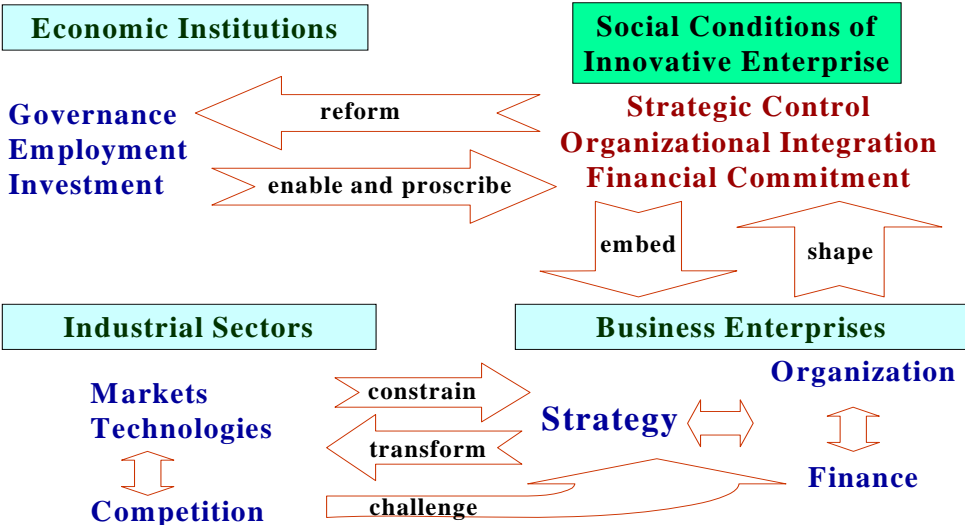 Economic Institutions
Social Conditions of
Innovative Enterprise
Governance
Employment
Investment
reform
enable and proscribe
Strategic Control
Organizational Integration
Financial Commitment
embed
shape
Industrial Sectors
Business Enterprises
Markets
Technologies
Competition
constrain
transform
challenge
Strategy
Organization
Finance